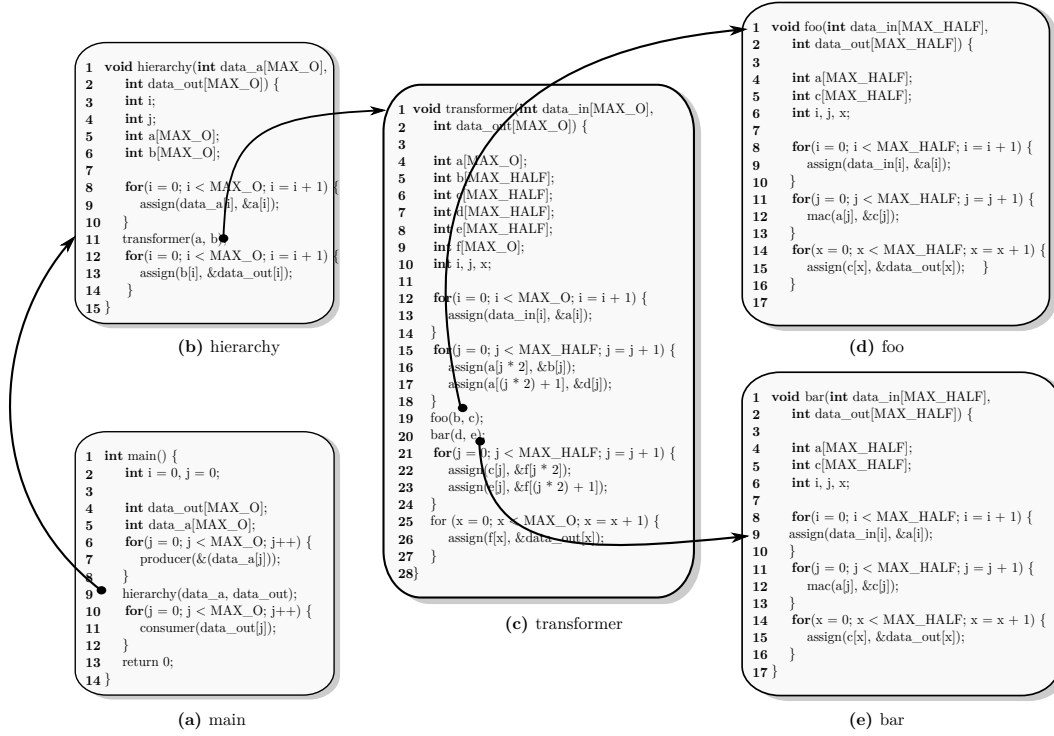 1 void hierarchy(int data_a[MAX_O],
2 int data_out[MAX_O]) {
3 int i;
4 int j;
5 int a[MAX_O];
6 int b[MAX_O];
7
8 for(i = 0; i < MAX_O; i = i + 1) {
9 assign(data_a[i], &a[i]);
10 }
11 transformer(a, b)
12 for(i = 0; i < MAX_O; i = i + 1) {
13 assign(b[i], &data_out[i]);
14 }
15 }
(b) hierarchy
1 int main() {
2 int i = 0, j = 0;
3
4 int data_out[MAX_O];
5 int data_a[MAX_O];
6 for(j = 0; j < MAX_O; j++) {
7 producer(&(data_a[j]));
8 }
9 hierarchy(data_a, data_out);
10 for(j = 0; j < MAX_O; j++) {
11 consumer(data_out[j]);
12 }
13 return 0;
14 }
(a) main
1 void transformer(int data_in[MAX_O],
2 int data_out[MAX_O]) {
3
4 int a[MAX_O];
5 int b[MAX_HALF];
6 int c[MAX_HALF];
7 int d[MAX_HALF];
8 int e[MAX_HALF];
9 int f[MAX_O];
10 int i, j, x;
11
12 for(i = 0; i < MAX_O; i = i + 1) {
13 assign(data_in[i], &a[i]);
14 }
15 for(j = 0; j < MAX_HALF; j = j + 1) {
16 assign(a[j * 2], &b[j]);
17 assign(a[(j * 2) + 1], &d[j]);
18 }
19 foo(b, c);
20 bar(d, e);
21 for(j = 0; j < MAX_HALF; j = j + 1) {
22 assign(c[j], &f[j * 2]);
23 assign(e[j], &f[(j * 2) + 1]);
24 }
25 for (x = 0; x < MAX_O; x = x + 1) {
26 assign(f[x], &data_out[x]);
27 }
28 }
(c) transformer
1 void foo(int data_in[MAX_HALF],
2 int data_out[MAX_HALF]) {
3
4 int a[MAX_HALF];
5 int c[MAX_HALF];
6 int i, j, x;
7
8 for(i = 0; i < MAX_HALF; i = i + 1) {
9 assign(data_in[i], &a[i]);
10 }
11 for(j = 0; j < MAX_HALF; j = j + 1) {
12 mac(a[j], &c[j]);
13 }
14 for(x = 0; x < MAX_HALF; x = x + 1) {
15 assign(c[x], &data_out[x]); }
16 }
17
(d) foo
1 void bar(int data_in[MAX_HALF],
2 int data_out[MAX_HALF]) {
3
4 int a[MAX_HALF];
5 int c[MAX_HALF];
6 int i, j, x;
7
8 for(i = 0; i < MAX_HALF; i = i + 1) {
9 assign(data_in[i], &a[i]);
10 }
11 for(j = 0; j < MAX_HALF; j = j + 1) {
12 mac(a[j], &c[j]);
13 }
14 for(x = 0; x < MAX_HALF; x = x + 1) {
15 assign(c[x], &data_out[x]);
16 }
17 }
(e) bar